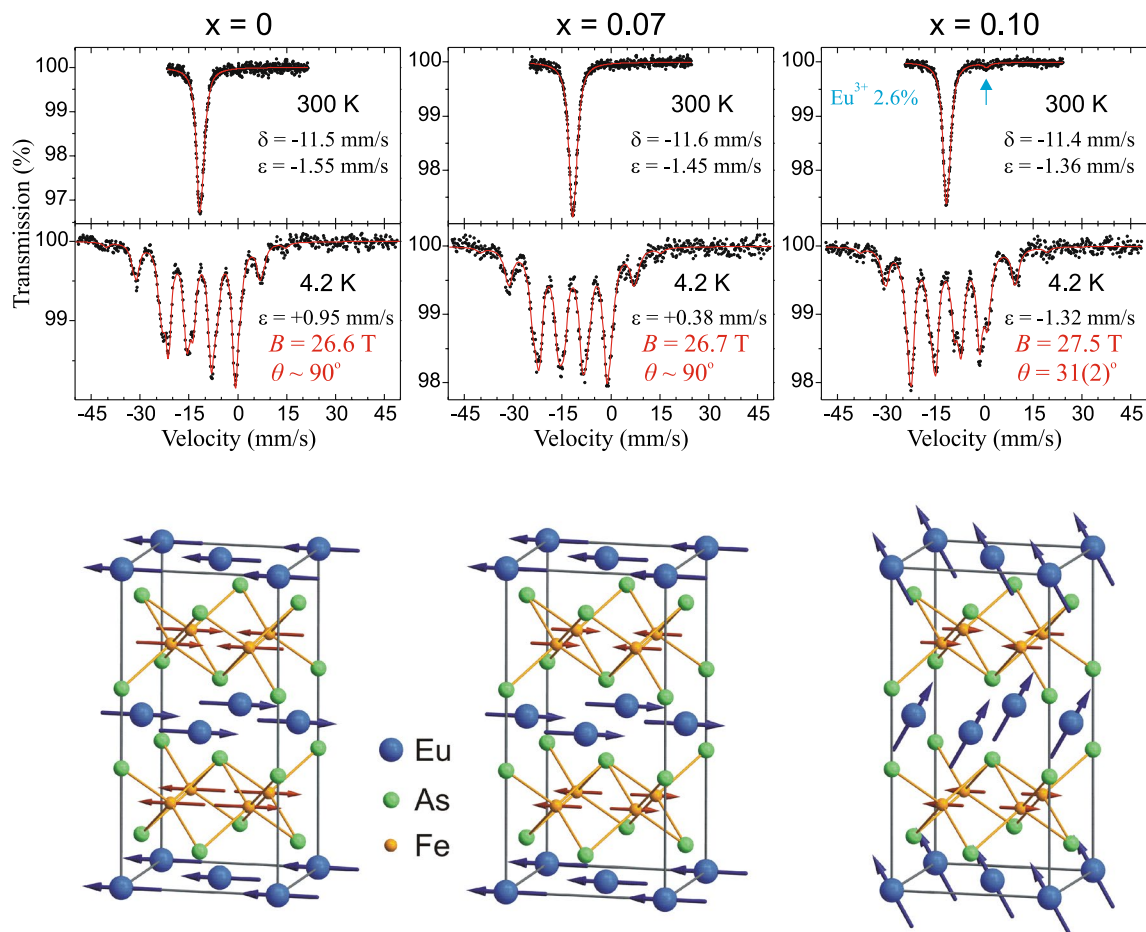 x = 0
x = 0.07
x = 0.10
Transmission (%)
100
99
98
97
300 K
δ = -11.5 mm/s
ε = -1.55 mm/s
100
99
98
300 K
δ = -11.6 mm/s
ε = -1.45 mm/s
100
99
98
Eu³⁺ 2.6%
300 K
δ = -11.4 mm/s
ε = -1.36 mm/s
100
99
4.2 K
ε = +0.95 mm/s
B = 26.6 T
θ ~ 90°
-45 -30 -15 0 15 30 45
Velocity (mm/s)
100
99
98
4.2 K
ε = +0.38 mm/s
B = 26.7 T
θ ~ 90°
-45 -30 -15 0 15 30 45
Velocity (mm/s)
100
99
98
4.2 K
ε = -1.32 mm/s
B = 27.5 T
θ = 31(2)°
-45 -30 -15 0 15 30 45
Velocity (mm/s)
Eu
As
Fe